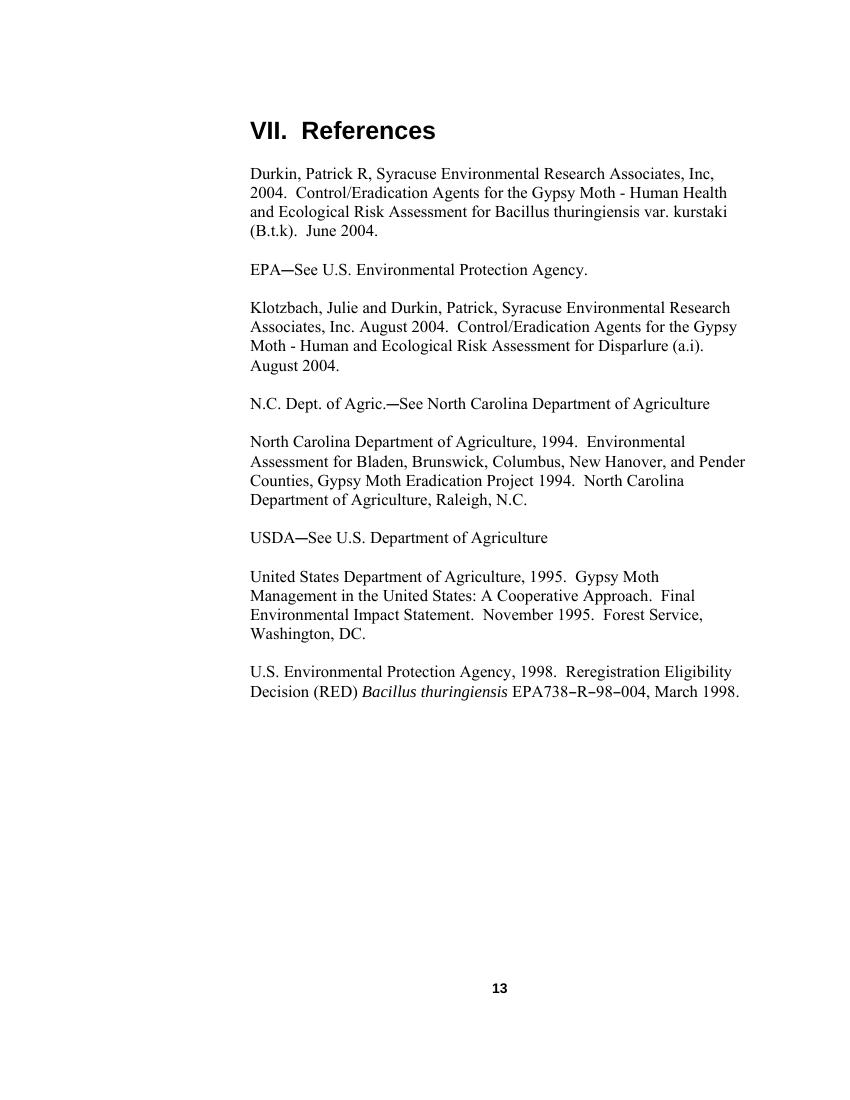 VII.  References
Durkin, Patrick R, Syracuse Environmental Research Associates, Inc,
2004.  Control/Eradication Agents for the Gypsy Moth - Human Health
and Ecological Risk Assessment for Bacillus thuringiensis var. kurstaki
(B.t.k).  June 2004.
EPA—See U.S. Environmental Protection Agency.
Klotzbach, Julie and Durkin, Patrick, Syracuse Environmental Research
Associates, Inc. August 2004.  Control/Eradication Agents for the Gypsy
Moth - Human and Ecological Risk Assessment for Disparlure (a.i).
August 2004.
N.C. Dept. of Agric.—See North Carolina Department of Agriculture
North Carolina Department of Agriculture, 1994.  Environmental
Assessment for Bladen, Brunswick, Columbus, New Hanover, and Pender
Counties, Gypsy Moth Eradication Project 1994.  North Carolina
Department of Agriculture, Raleigh, N.C.
USDA—See U.S. Department of Agriculture
United States Department of Agriculture, 1995.  Gypsy Moth
Management in the United States: A Cooperative Approach.  Final
Environmental Impact Statement.  November 1995.  Forest Service,
Washington, DC.
U.S. Environmental Protection Agency, 1998.  Reregistration Eligibility
Decision (RED) Bacillus thuringiensis EPA738–R–98–004, March 1998.
13